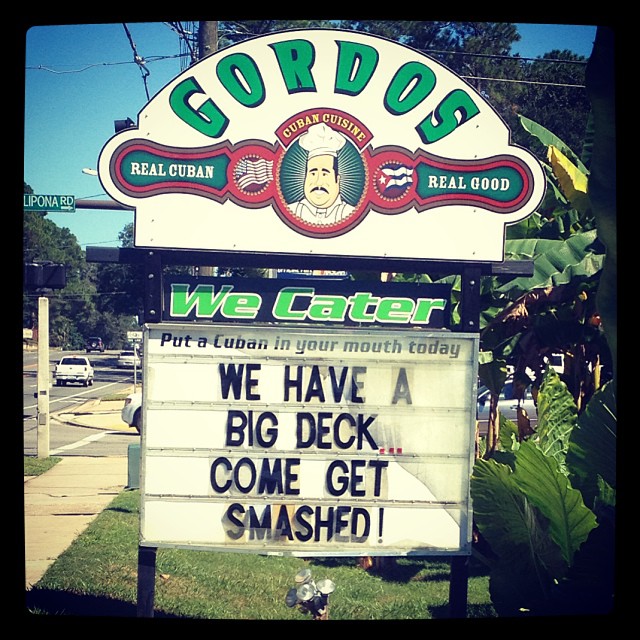 GORDOS
CUBAN CUISINE
REAL CUBAN
REAL GOOD
LIPONA RD
We Cater
Put a Cuban in your mouth today
WE HAVE A
BIG DECK...
COME GET
SMASHED!